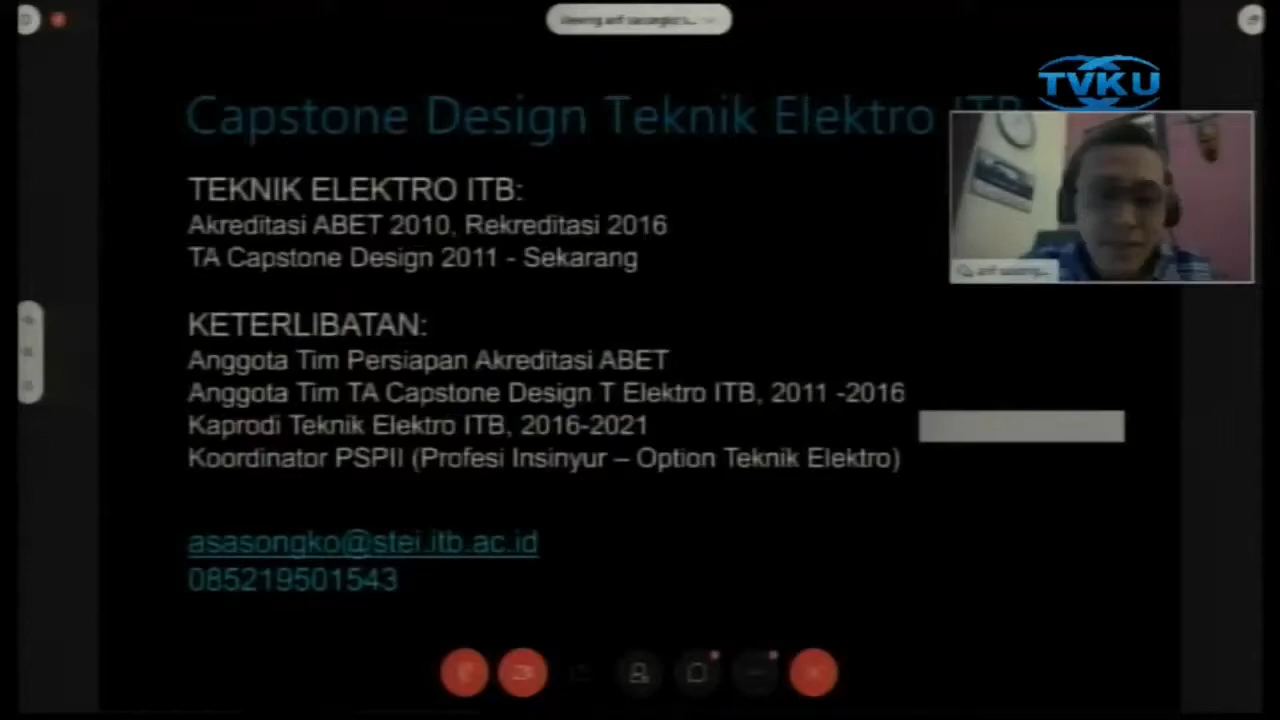 TVKU
Capstone Design Teknik Elektro ITB
TEKNIK ELEKTRO ITB:
Akreditasi ABET 2010, Rekreditasi 2016
TA Capstone Design 2011 - Sekarang
KETERLIBATAN:
Anggota Tim Persiapan Akreditasi ABET
Anggota Tim TA Capstone Design T Elektro ITB, 2011 -2016
Kaprodi Teknik Elektro ITB, 2016-2021
Koordinator PSPII (Profesi Insinyur – Option Teknik Elektro)
asasongko@stei.itb.ac.id
085219501543